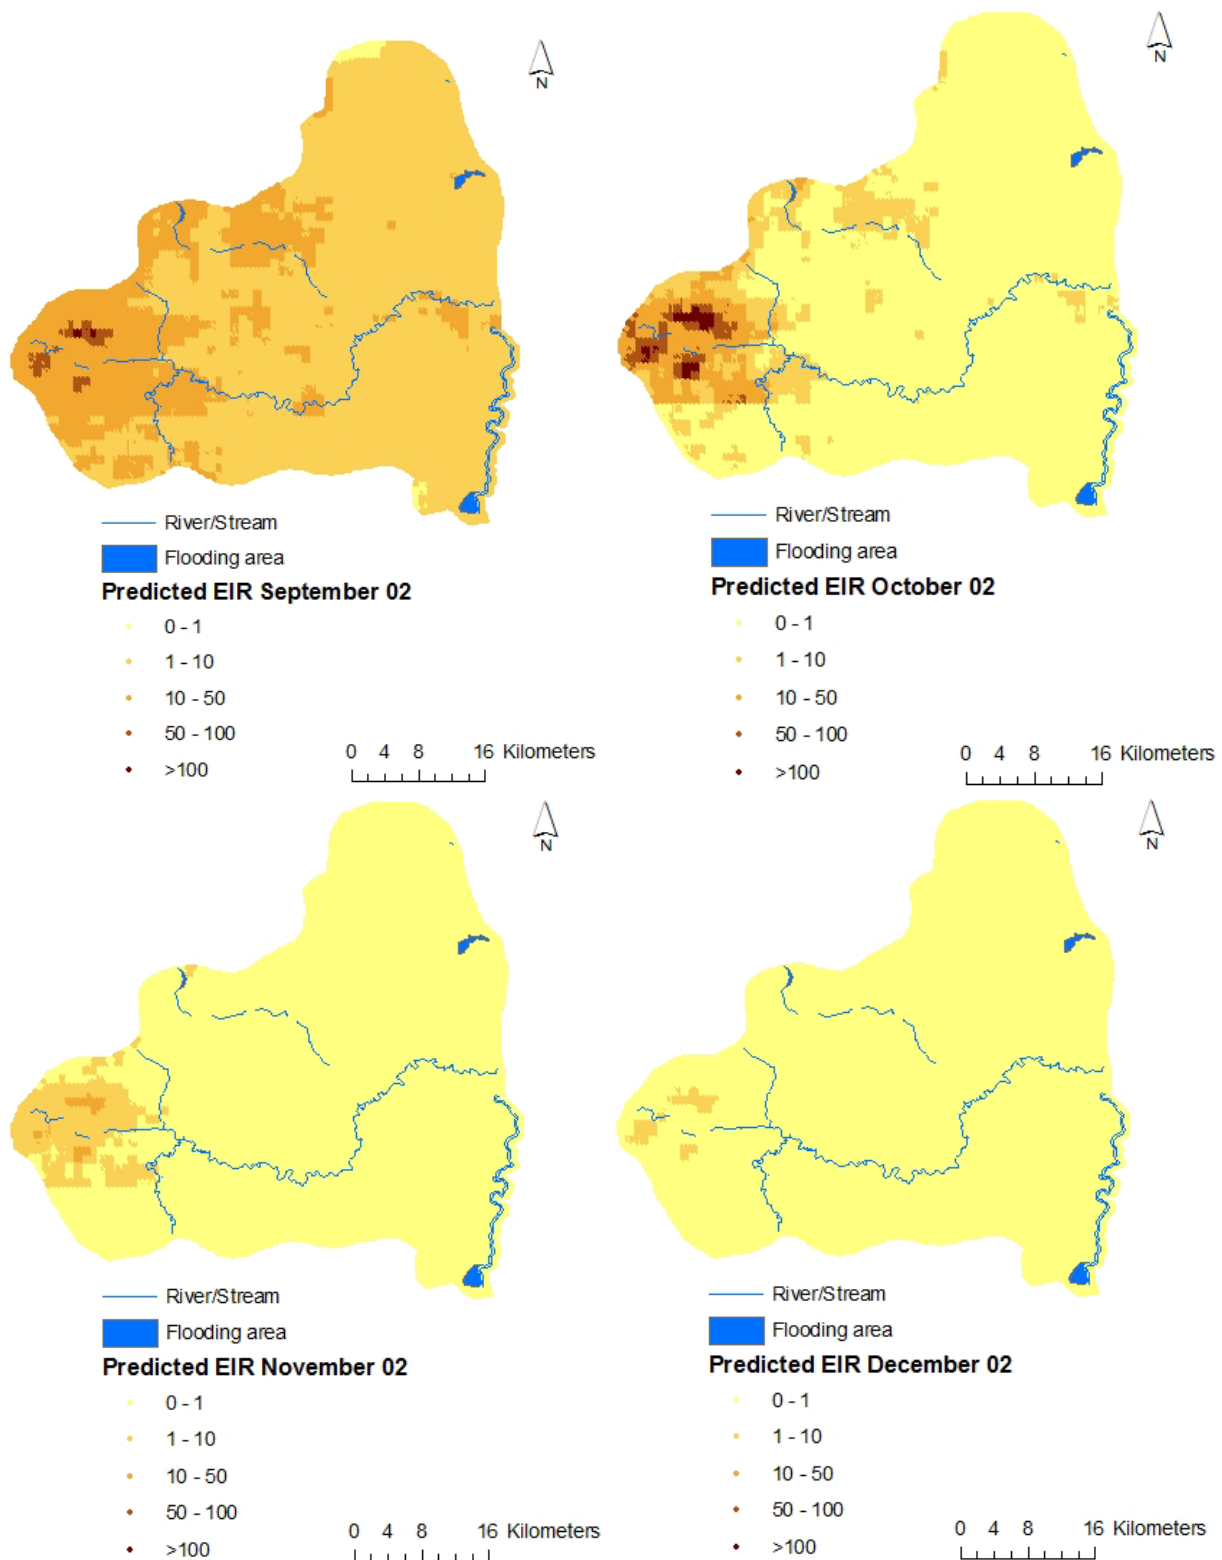 N
River/Stream
Flooding area
Predicted EIR September 02
0 - 1
1 - 10
10 - 50
50 - 100
>100
0 4 8 16 Kilometers
N
River/Stream
Flooding area
Predicted EIR October 02
0 - 1
1 - 10
10 - 50
50 - 100
>100
0 4 8 16 Kilometers
N
River/Stream
Flooding area
Predicted EIR November 02
0 - 1
1 - 10
10 - 50
50 - 100
>100
0 4 8 16 Kilometers
N
River/Stream
Flooding area
Predicted EIR December 02
0 - 1
1 - 10
10 - 50
50 - 100
>100
0 4 8 16 Kilometers